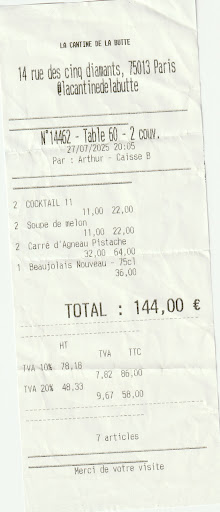 LA CANTINE DE LA BUTTE
14 rue des cinq diamants, 75013 Paris
@lacantinedelabutte
N°14462 - Table 60 - 2 couv.
27/07/2025 20:05
Par : Arthur - Caisse B
2 COCKTAIL 11
11,00 22,00
2 Soupe de melon
11,00 22,00
2 Carré d'Agneau Pistache
32,00 64,00
1 Beaujolais Nouveau - 75cl
36,00
TOTAL : 144,00 €
HT TVA TTC
TVA 10% 78,18 7,82 86,00
TVA 20% 48,33 9,67 58,00
7 articles
Merci de votre visite